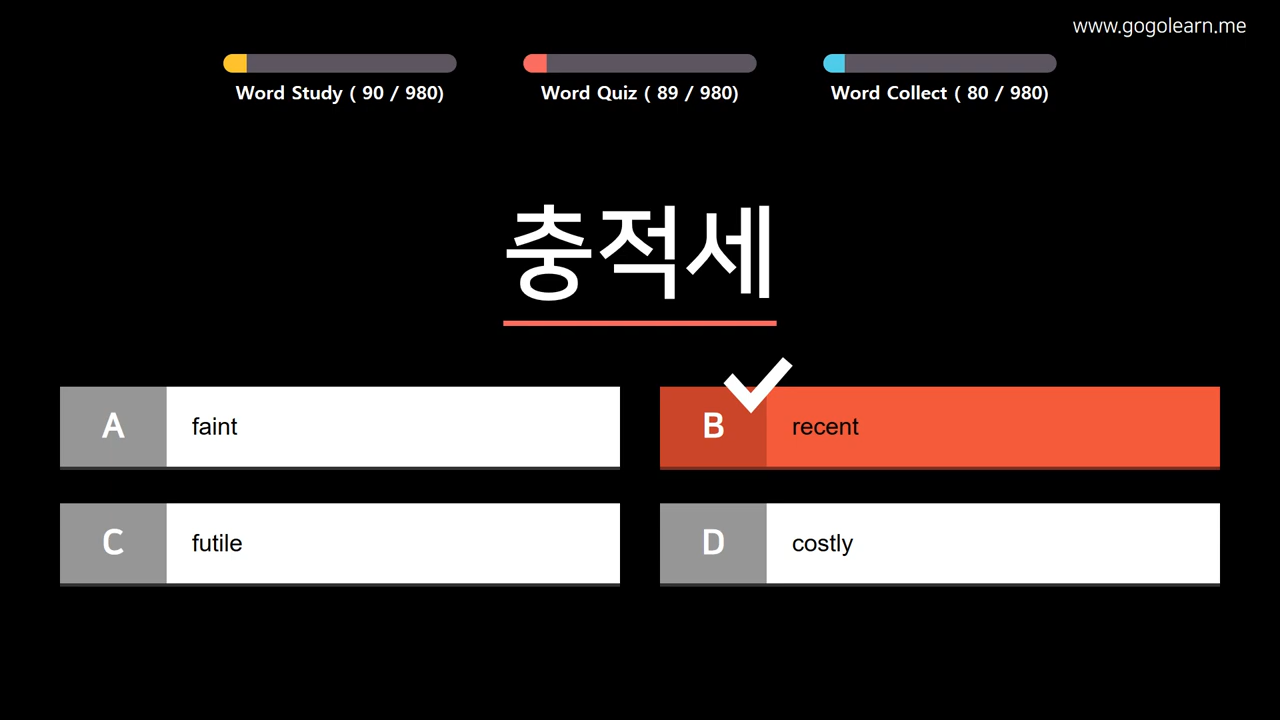 www.gogolearn.me
Word Study ( 90 / 980)
Word Quiz ( 89 / 980)
Word Collect ( 80 / 980)
충적세
A faint
B recent
C futile
D costly